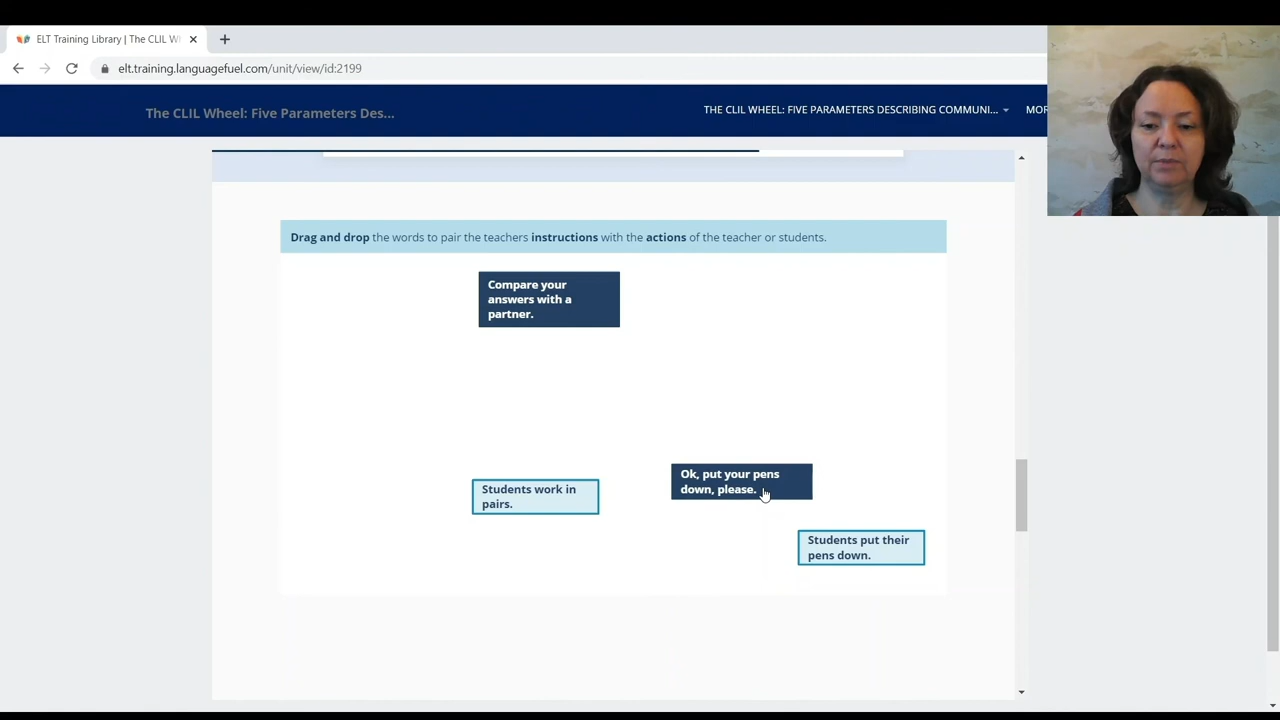 ELT Training Library | The CLIL W
elt.training.languagefuel.com/unit/view/id:2199
The CLIL Wheel: Five Parameters Des...
THE CLIL WHEEL: FIVE PARAMETERS DESCRIBING COMMUNI...
MOR
Drag and drop the words to pair the teachers instructions with the actions of the teacher or students.
Compare your
answers with a
partner.
Ok, put your pens
down, please.
Students work in
pairs.
Students put their
pens down.